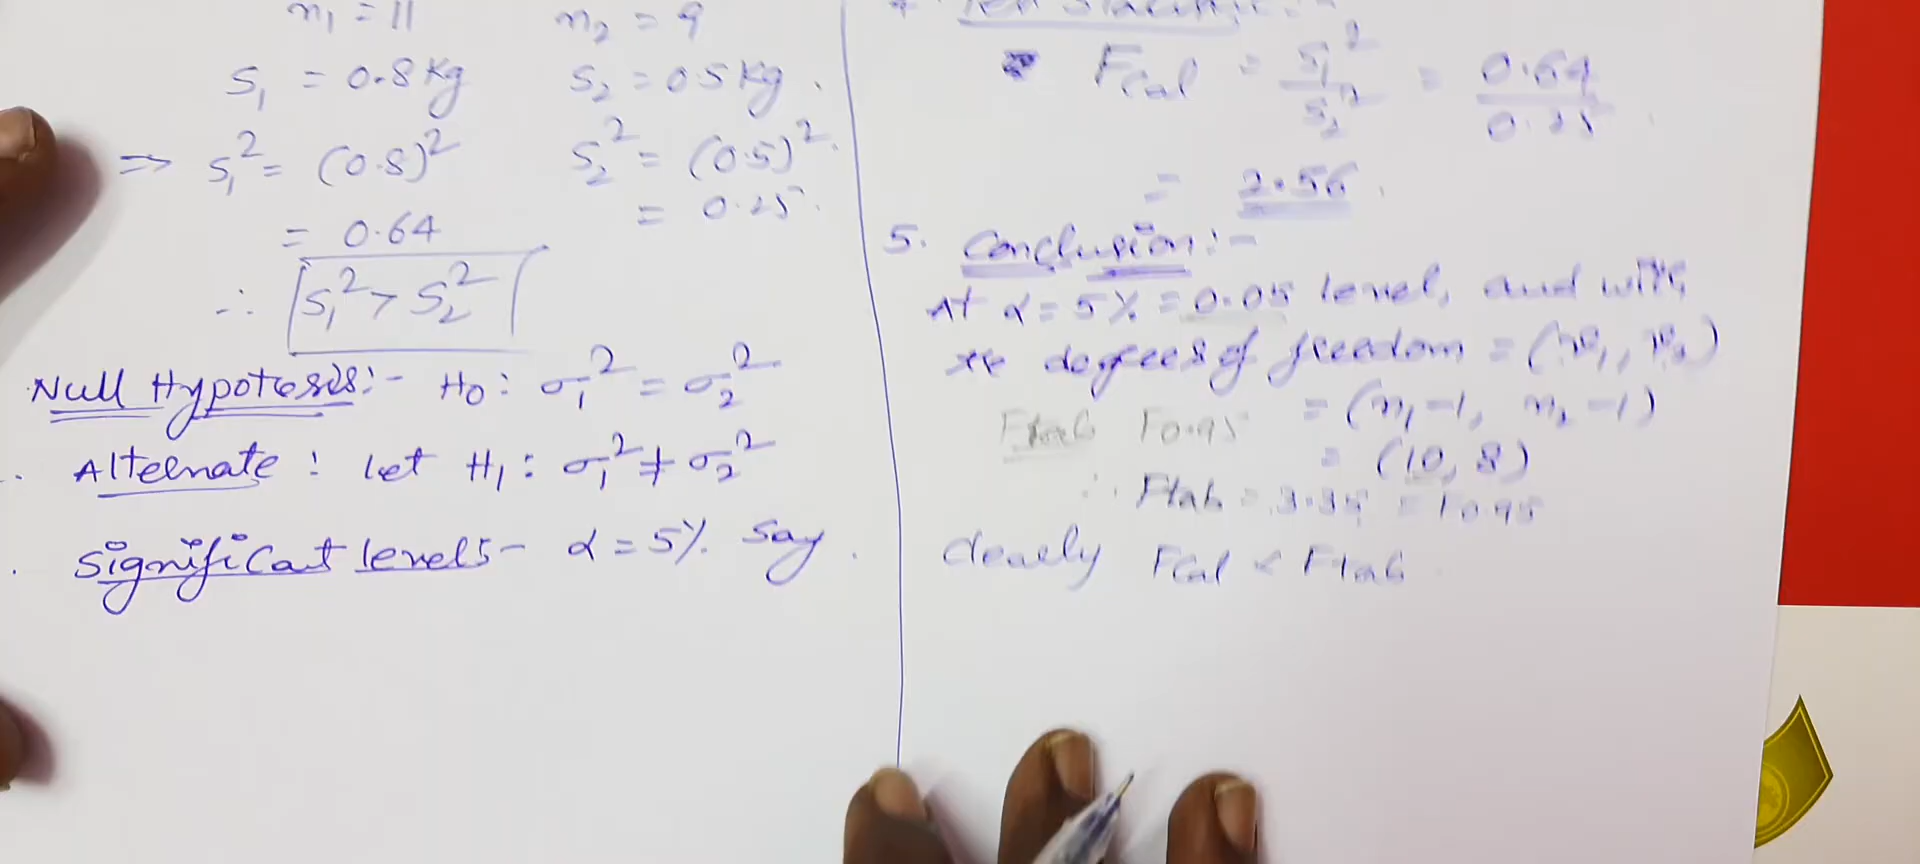 n₁ = 11 n₂ = 9
S₁ = 0.8 Kg S₂ = 0.5 Kg.
⇒ S₁² = (0.8)² S₂² = (0.5)².
= 0.64 = 0.25.
∴ S₁² > S₂²
Null Hypotesis:- H₀: σ₁² = σ₂²
Alternate: let H₁: σ₁² ≠ σ₂²
Significant levels- α = 5% Say.
Fcal = S₁²/S₂² = 0.64/0.25
= 2.56.
5. Conclusion:-
At α = 5% = 0.05 level, and with
degrees of freedom = (ν₁, ν₂)
= (n₁-1, n₂-1)
Ftab F0.95
= (10, 8)
∴ Ftab = 3.35 = F0.95
clearly Fcal < Ftab